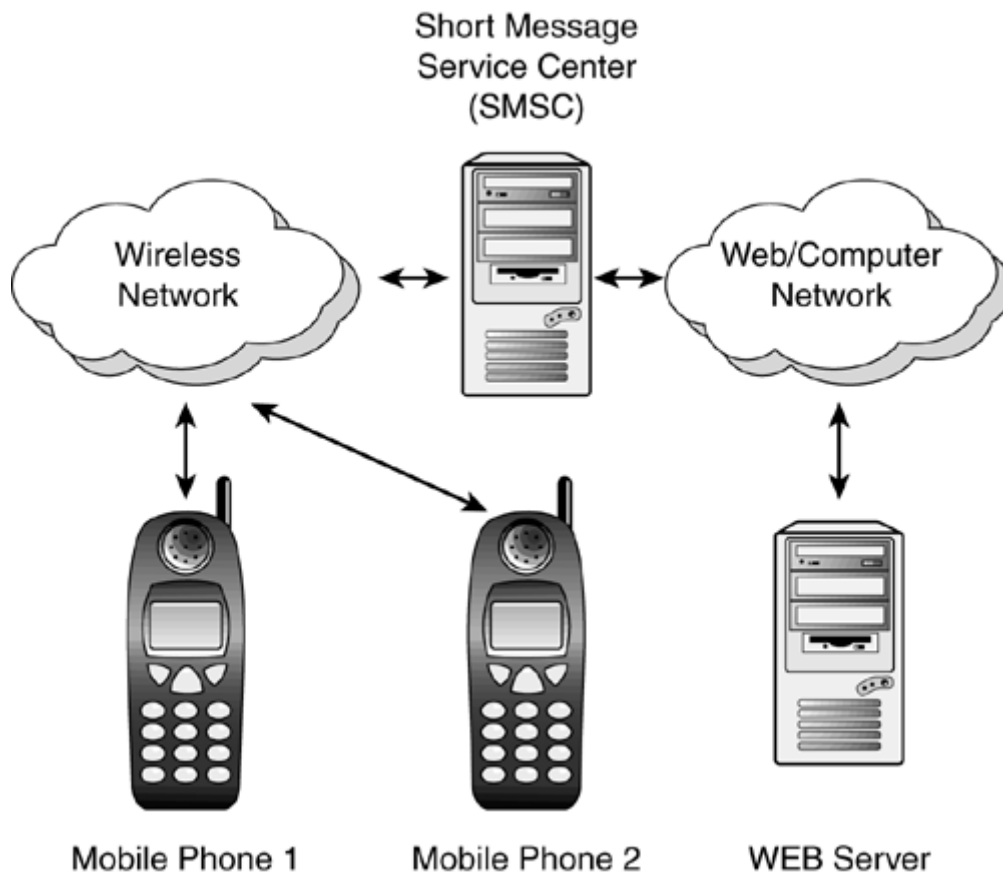 Short Message
Service Center
(SMSC)
Wireless
Network
Web/Computer
Network
Mobile Phone 1
Mobile Phone 2
WEB Server